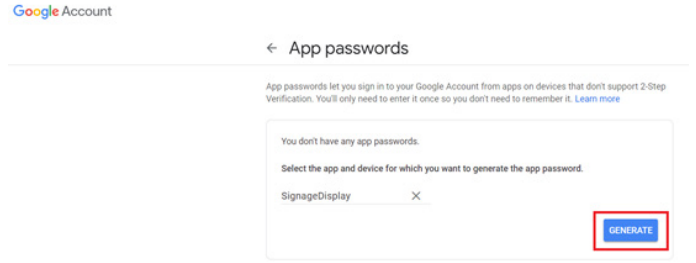 Google Account
← App passwords
App passwords let you sign in to your Google Account from apps on devices that don't support 2-Step
Verification. You'll only need to enter it once so you don't need to remember it. Learn more
You don't have any app passwords.
Select the app and device for which you want to generate the app password.
SignageDisplay
GENERATE